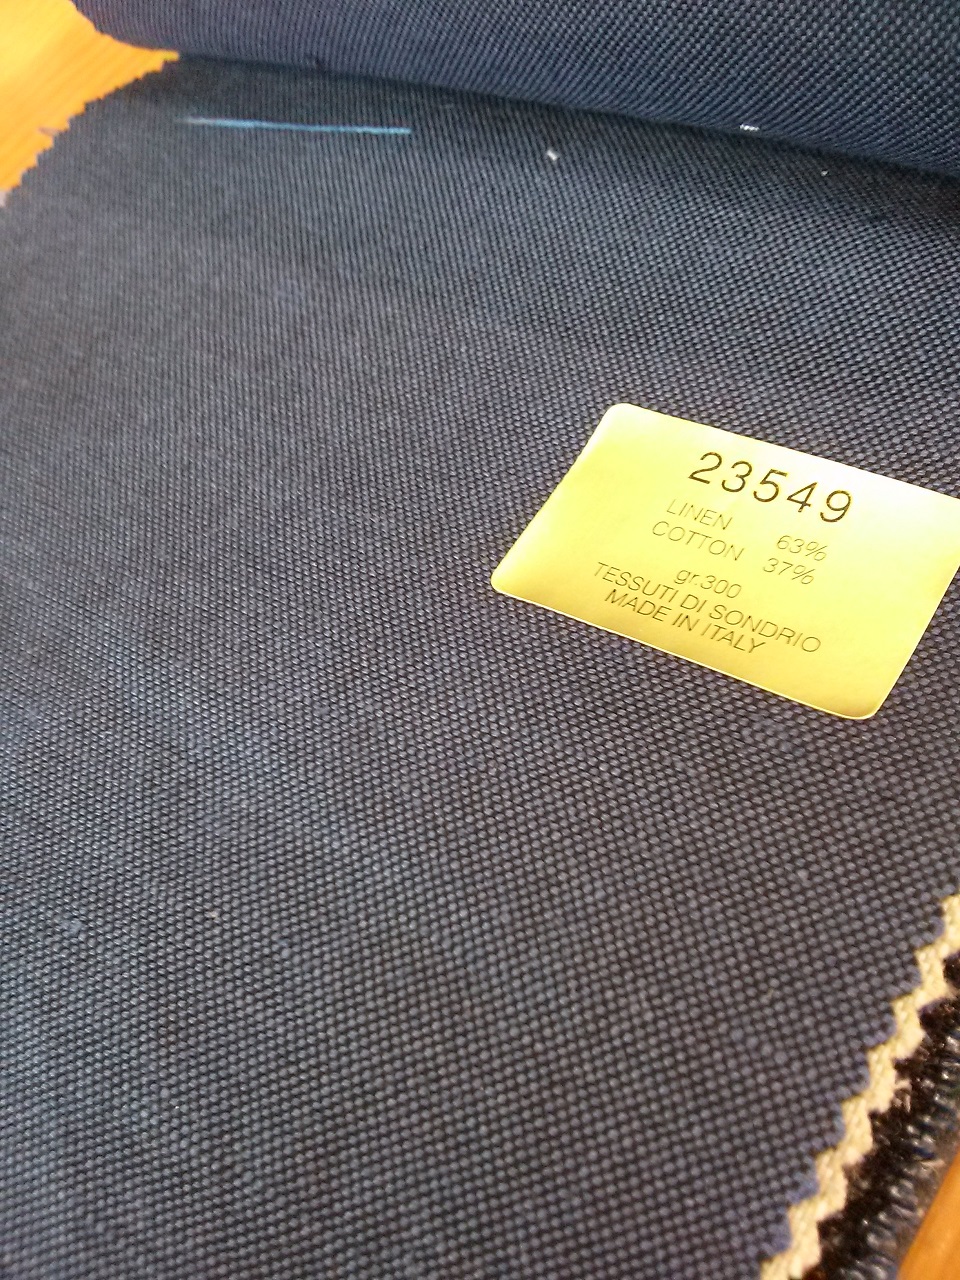 23549
LINEN 63%
COTTON 37%
gr.300
TESSUTI DI SONDRIO
MADE IN ITALY